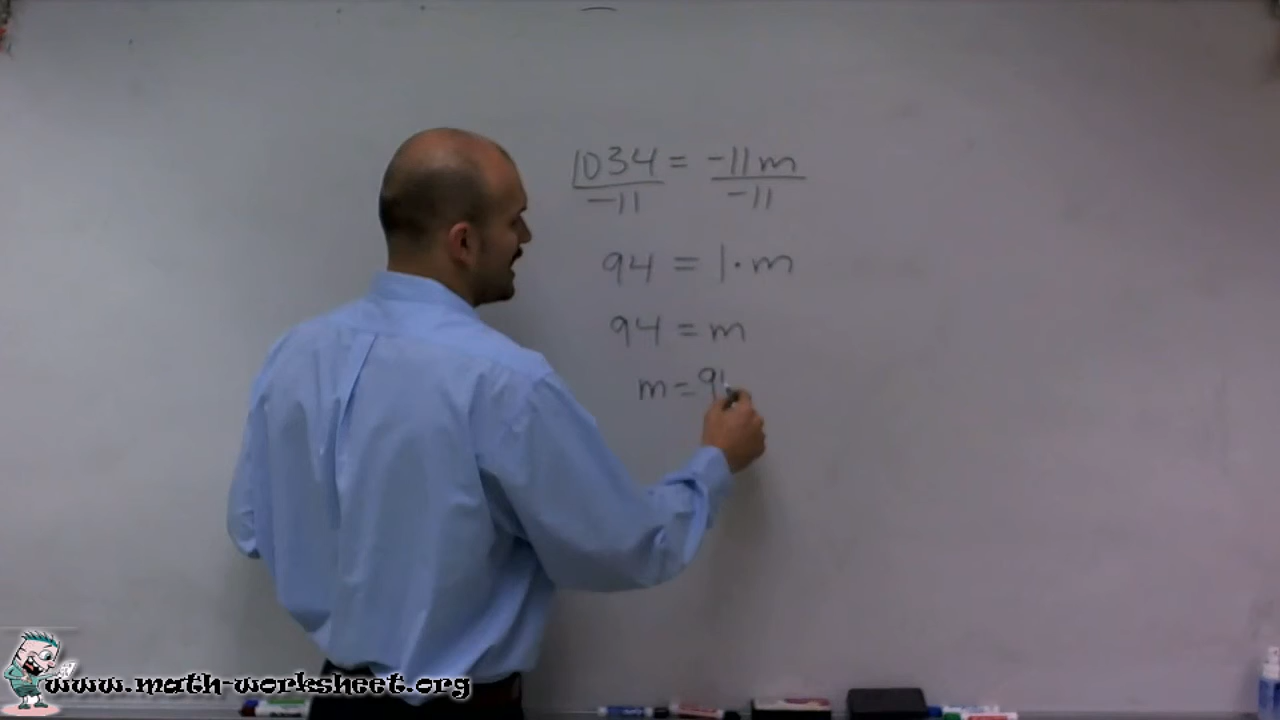 1034 = -11m
-11 -11
94 = 1·m
94 = m
m = 9
www.math-worksheet.org